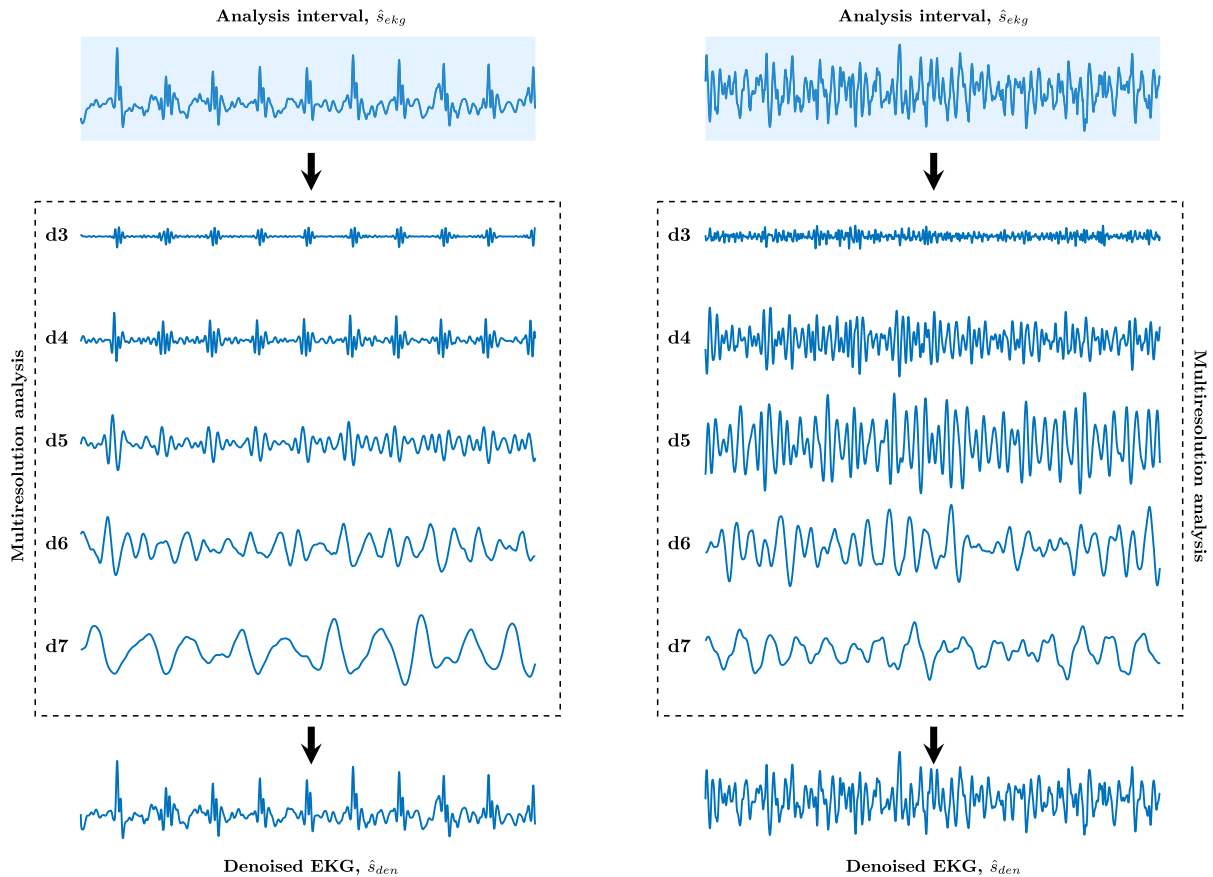 Analysis interval, ŝ_ekg
Analysis interval, ŝ_ekg
d3
d4
d5
d6
d7
Multiresolution analysis
d3
d4
d5
d6
d7
Multiresolution analysis
Denoised EKG, ŝ_den
Denoised EKG, ŝ_den